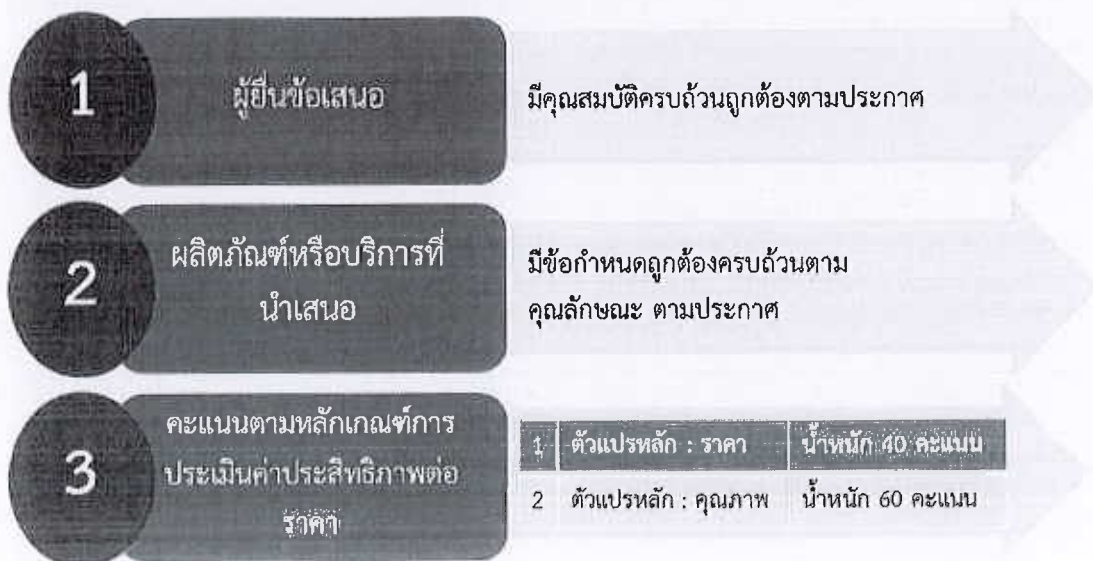 1
ผู้ยื่นข้อเสนอ
มีคุณสมบัติครบถ้วนถูกต้องตามประกาศ
2
ผลิตภัณฑ์หรือบริการที่
นำเสนอ
มีข้อกำหนดถูกต้องครบถ้วนตาม
คุณลักษณะ ตามประกาศ
3
คะแนนตามหลักเกณฑ์การ
ประเมินค่าประสิทธิภาพต่อ
ราคา
1 ตัวแปรหลัก : ราคา น้ำหนัก 40 คะแนน
2 ตัวแปรหลัก : คุณภาพ น้ำหนัก 60 คะแนน